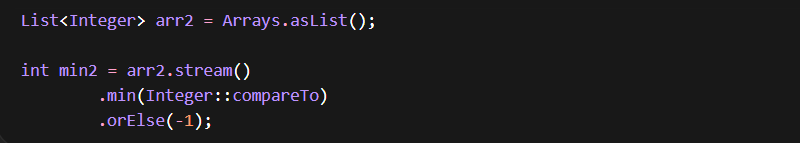 List<Integer> arr2 = Arrays.asList();
int min2 = arr2.stream()
.min(Integer::compareTo)
.orElse(-1);